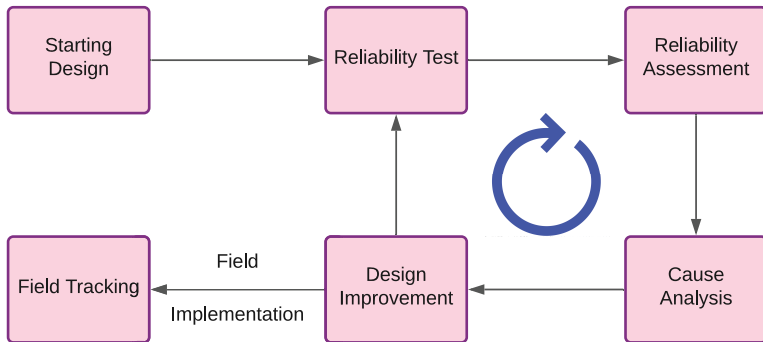 Starting
Design
Reliability Test
Reliability
Assessment
Field Tracking
Field
Implementation
Design
Improvement
Cause
Analysis